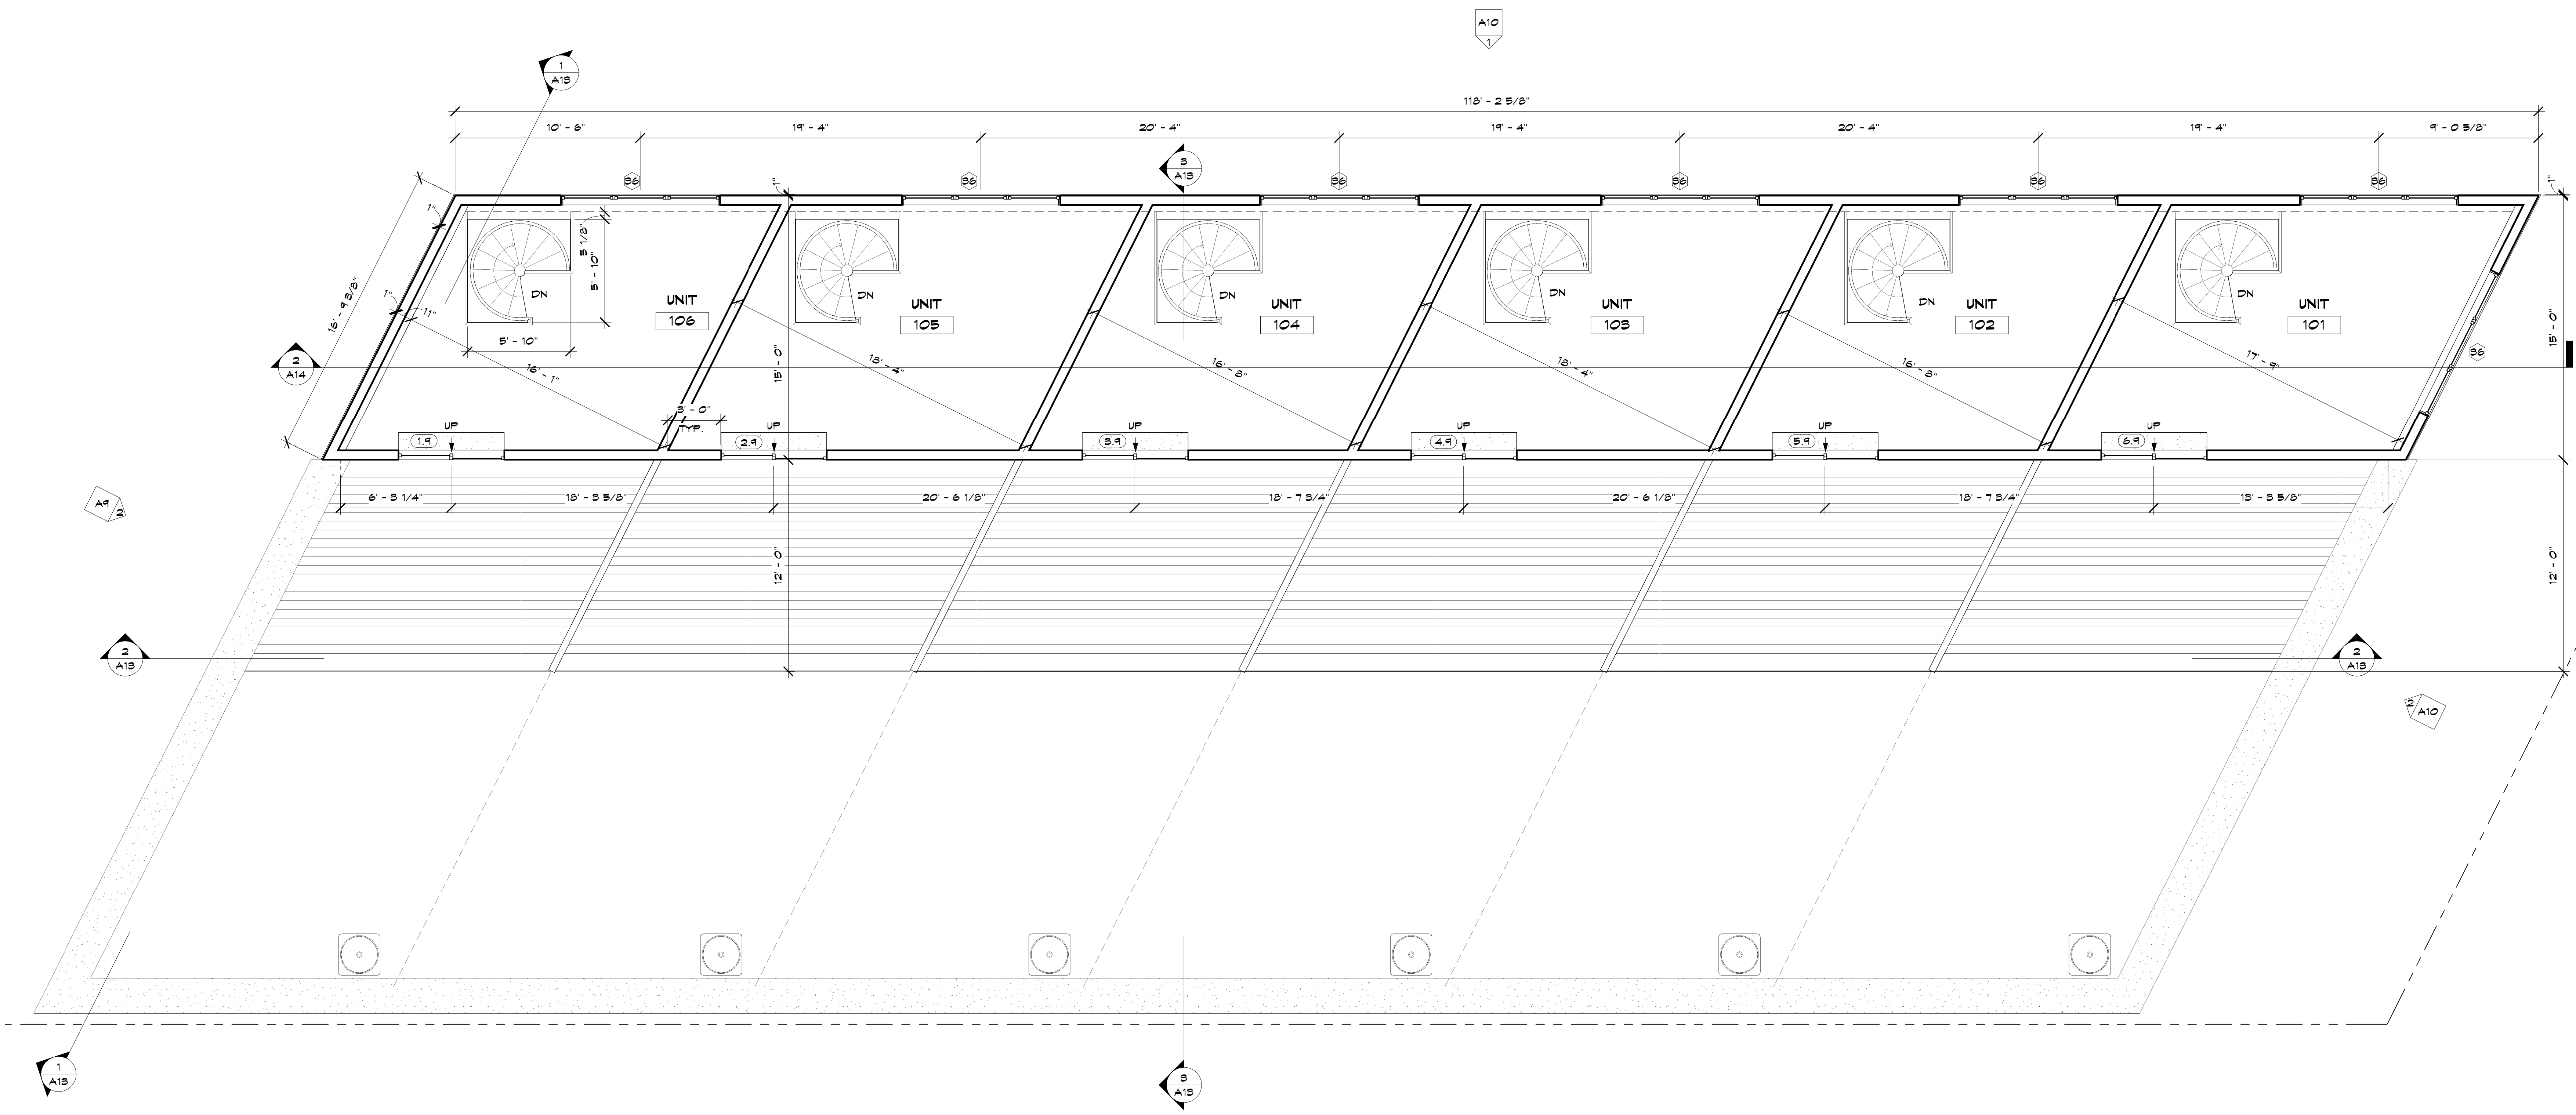 A10
1
1
A13
118' - 2 5/8"
10' - 6"
19' - 4"
20' - 4"
19' - 4"
20' - 4"
19' - 4"
9' - 0 5/8"
3
A13
36
36
36
36
36
36
1"
1"
1"
16' - 9 3/8"
1"
11"
5 1/8"
5' - 10"
5' - 10"
DN
DN
DN
DN
DN
DN
UNIT
106
UNIT
105
UNIT
104
UNIT
103
UNIT
102
UNIT
101
15' - 0"
15' - 0"
36
2
A14
16' - 1"
18' - 4"
16' - 8"
18' - 4"
16' - 8"
17' - 9"
3' - 0"
TYP.
UP
UP
UP
UP
UP
UP
1.9
2.9
3.9
4.9
5.9
6.9
6' - 3 1/4"
18' - 3 5/8"
20' - 6 1/8"
18' - 7 3/4"
20' - 6 1/8"
18' - 7 3/4"
13' - 3 5/8"
A9
2
12' - 0"
12' - 0"
2
A13
2
A13
2
A10
1
A13
3
A13